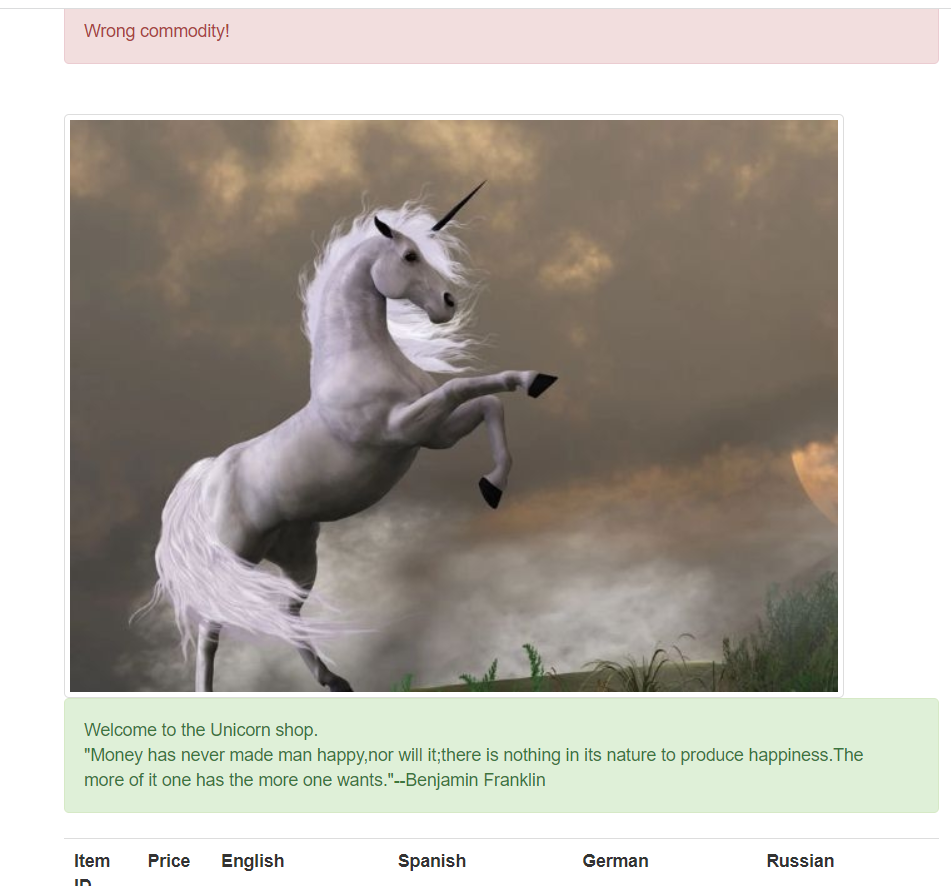 Wrong commodity!
Welcome to the Unicorn shop.
"Money has never made man happy,nor will it;there is nothing in its nature to produce happiness.The
more of it one has the more one wants."--Benjamin Franklin
Item Price English Spanish German Russian
ID